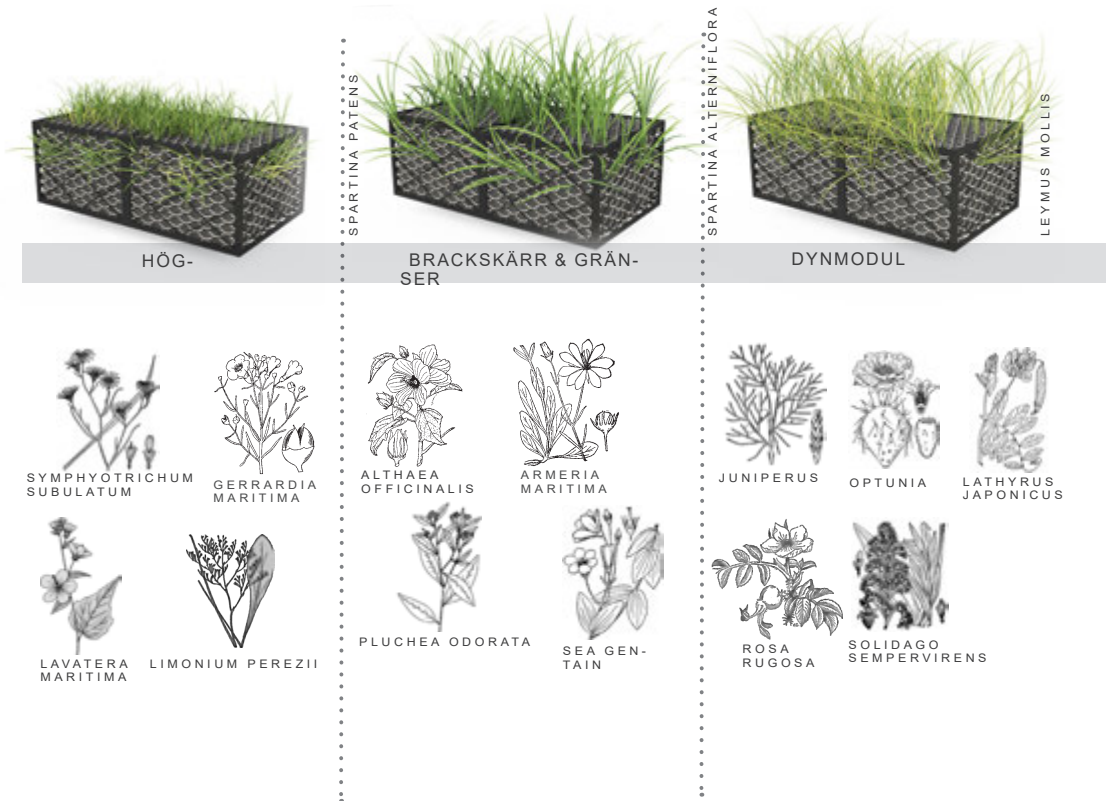 SPARTINA PATENS
SPARTINA ALTERNIFLORA
LEYMUS MOLLIS
HÖG-
BRACKSKÄRR & GRÄN-
SER
DYNMODUL
SYMPHYOTRICHUM
SUBULATUM
GERRARDIA
MARITIMA
LAVATERA
MARITIMA
LIMONIUM PEREZII
ALTHAEA
OFFICINALIS
ARMERIA
MARITIMA
PLUCHEA ODORATA
SEA GEN-
TAIN
JUNIPERUS
OPTUNIA
LATHYRUS
JAPONICUS
ROSA
RUGOSA
SOLIDAGO
SEMPERVIRENS